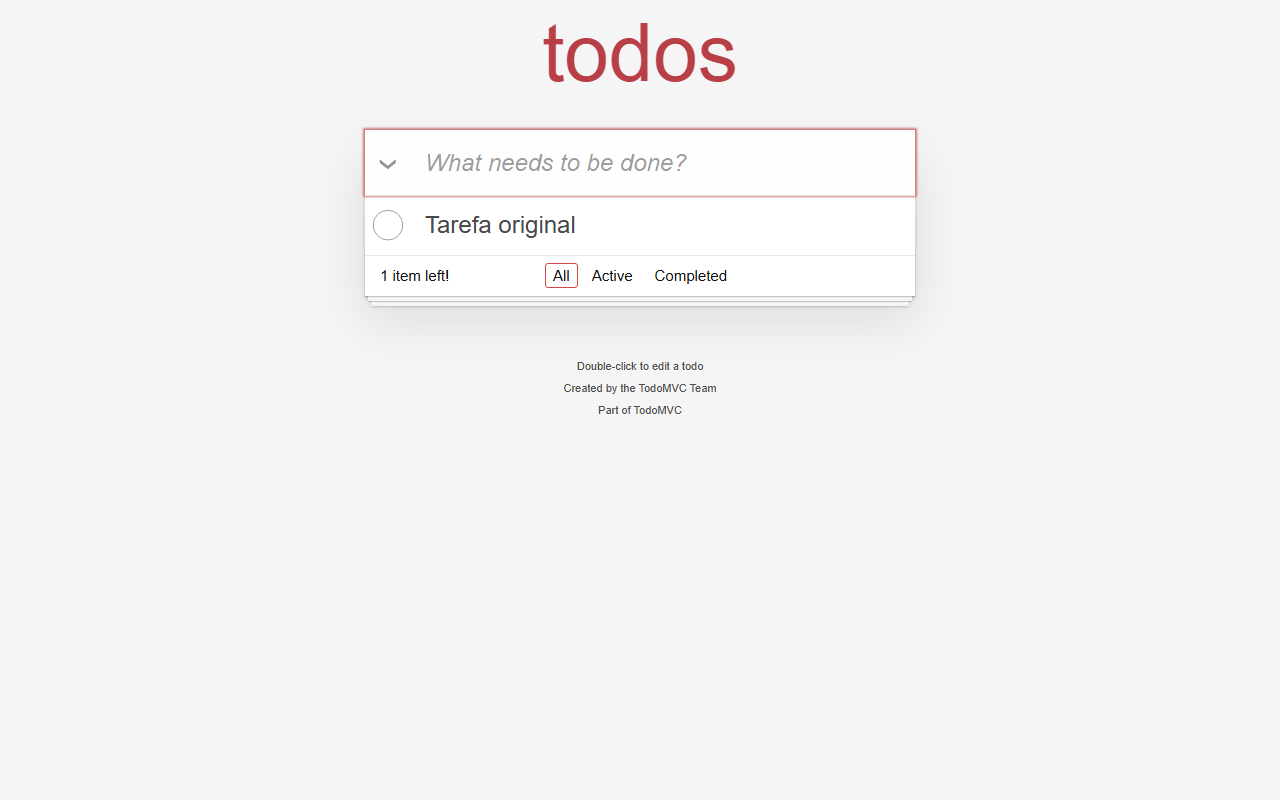 todos
What needs to be done?
Tarefa original
1 item left!
All Active Completed
Double-click to edit a todo
Created by the TodoMVC Team
Part of TodoMVC